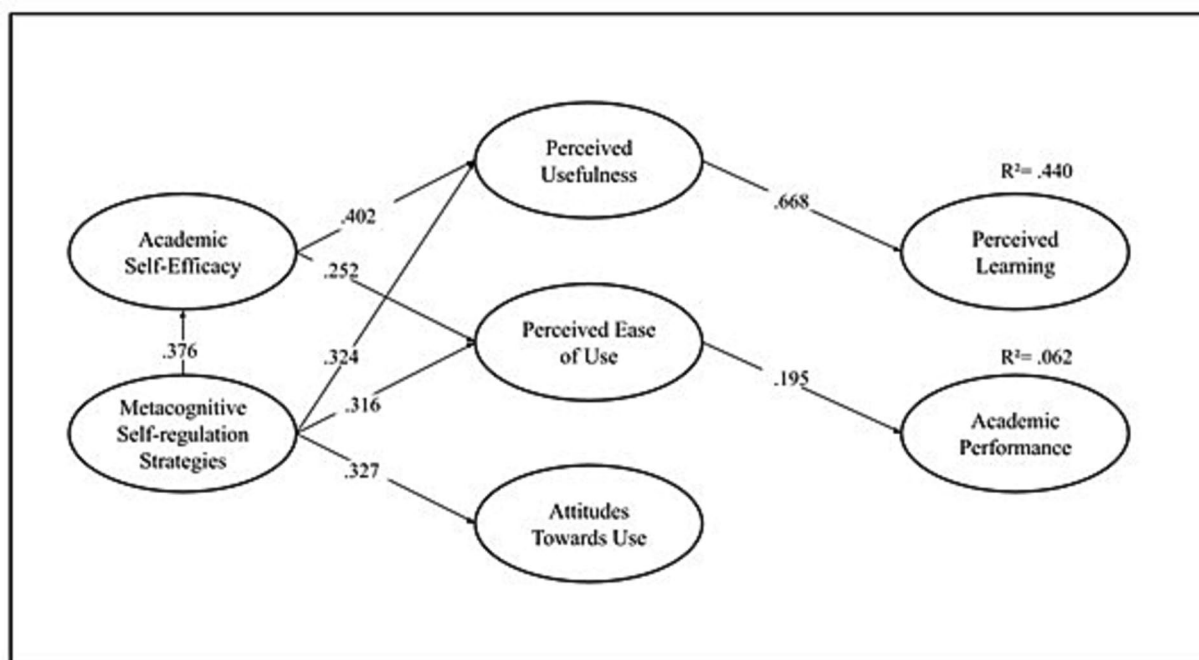 Perceived
Usefulness
R²= .440
.668
.402
Academic
Self-Efficacy
Perceived
Learning
.252
Perceived Ease
of Use
.376
.324
R²= .062
.195
.316
Metacognitive
Self-regulation
Strategies
Academic
Performance
.327
Attitudes
Towards Use